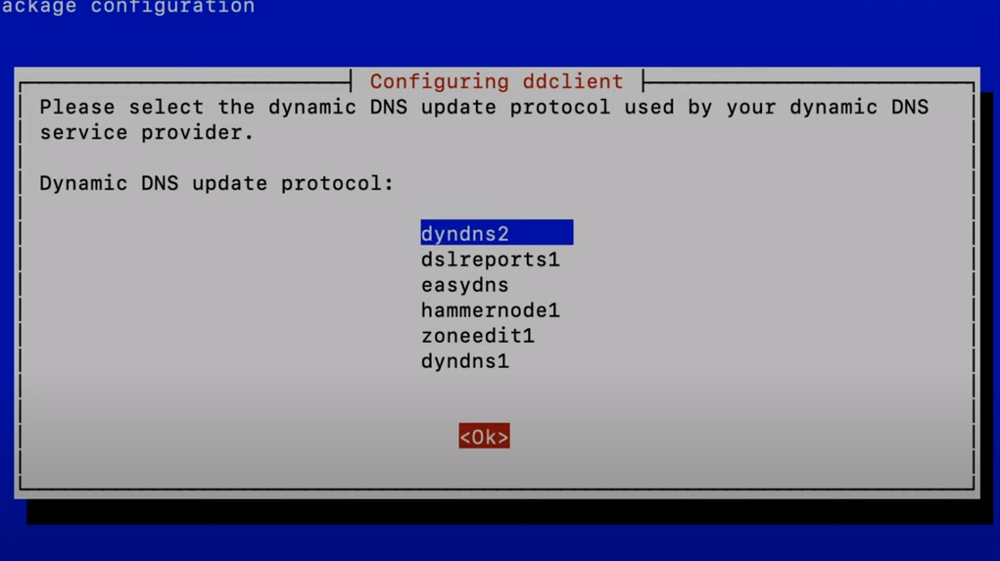 ackage configuration
Configuring ddclient
Please select the dynamic DNS update protocol used by your dynamic DNS
service provider.
Dynamic DNS update protocol:
dyndns2
dslreports1
easydns
hammernode1
zoneedit1
dyndns1
<Ok>